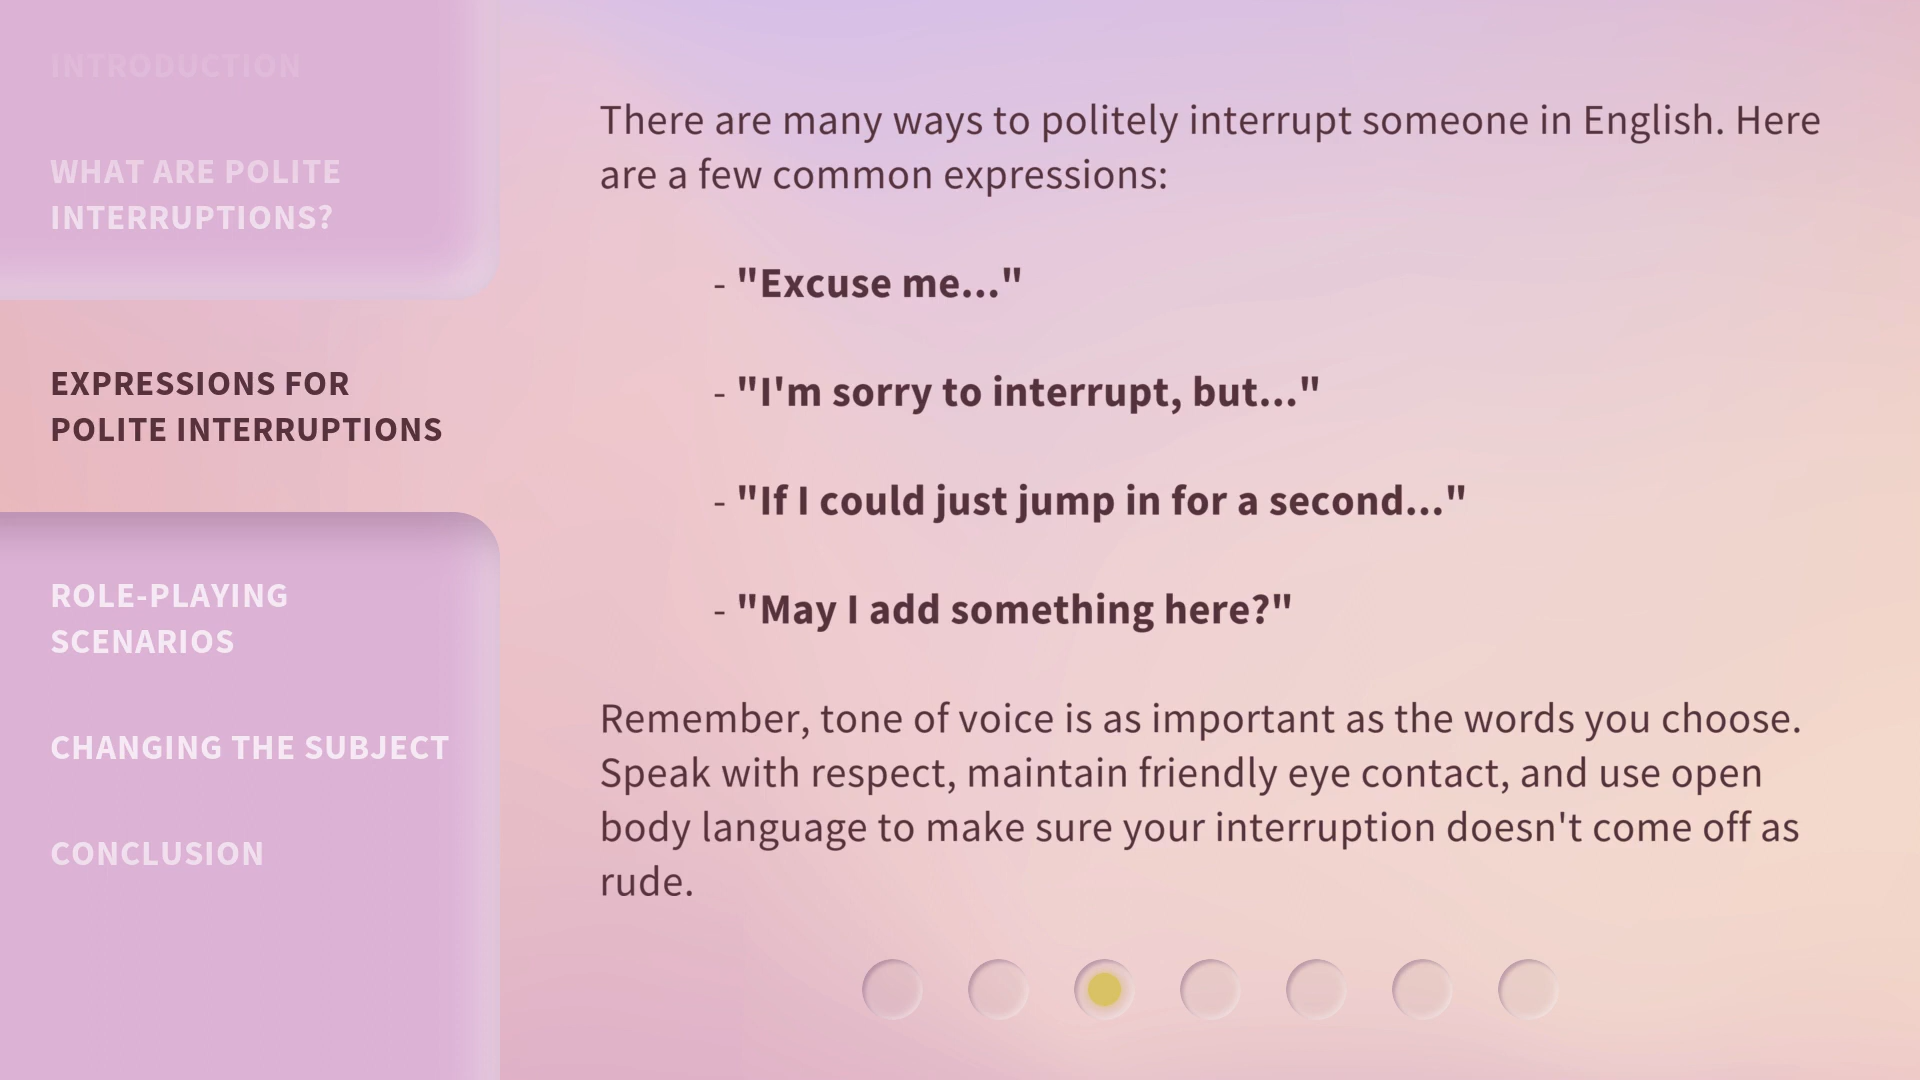 INTRODUCTION
WHAT ARE POLITE
INTERRUPTIONS?
EXPRESSIONS FOR
POLITE INTERRUPTIONS
ROLE-PLAYING
SCENARIOS
CHANGING THE SUBJECT
CONCLUSION
There are many ways to politely interrupt someone in English. Here
are a few common expressions:
- "Excuse me..."
- "I'm sorry to interrupt, but..."
- "If I could just jump in for a second..."
- "May I add something here?"
Remember, tone of voice is as important as the words you choose.
Speak with respect, maintain friendly eye contact, and use open
body language to make sure your interruption doesn't come off as
rude.